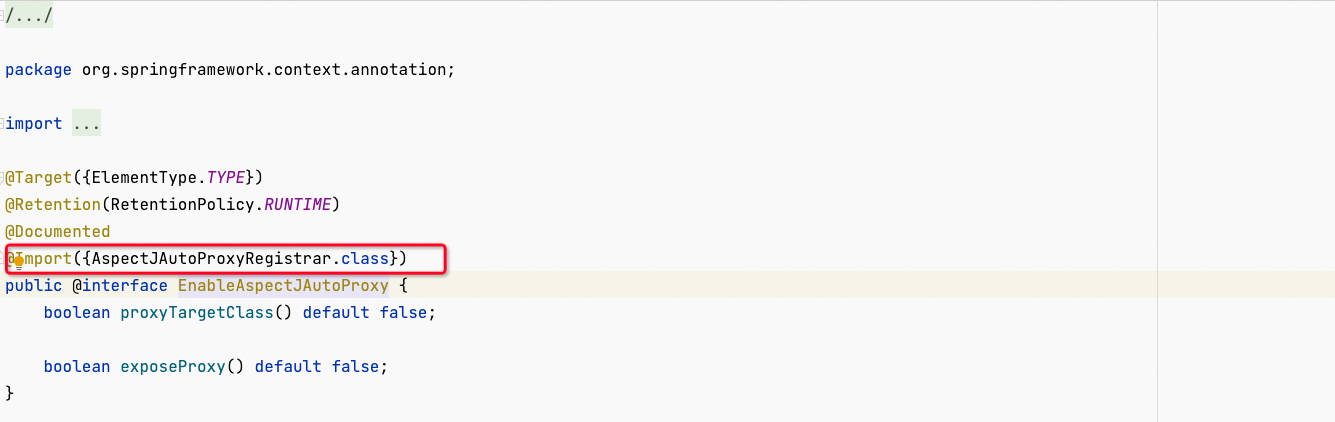 /.../
package org.springframework.context.annotation;
import ...
@Target({ElementType.TYPE})
@Retention(RetentionPolicy.RUNTIME)
@Documented
@Import({AspectJAutoProxyRegistrar.class})
public @interface EnableAspectJAutoProxy {
    boolean proxyTargetClass() default false;
    boolean exposeProxy() default false;
}